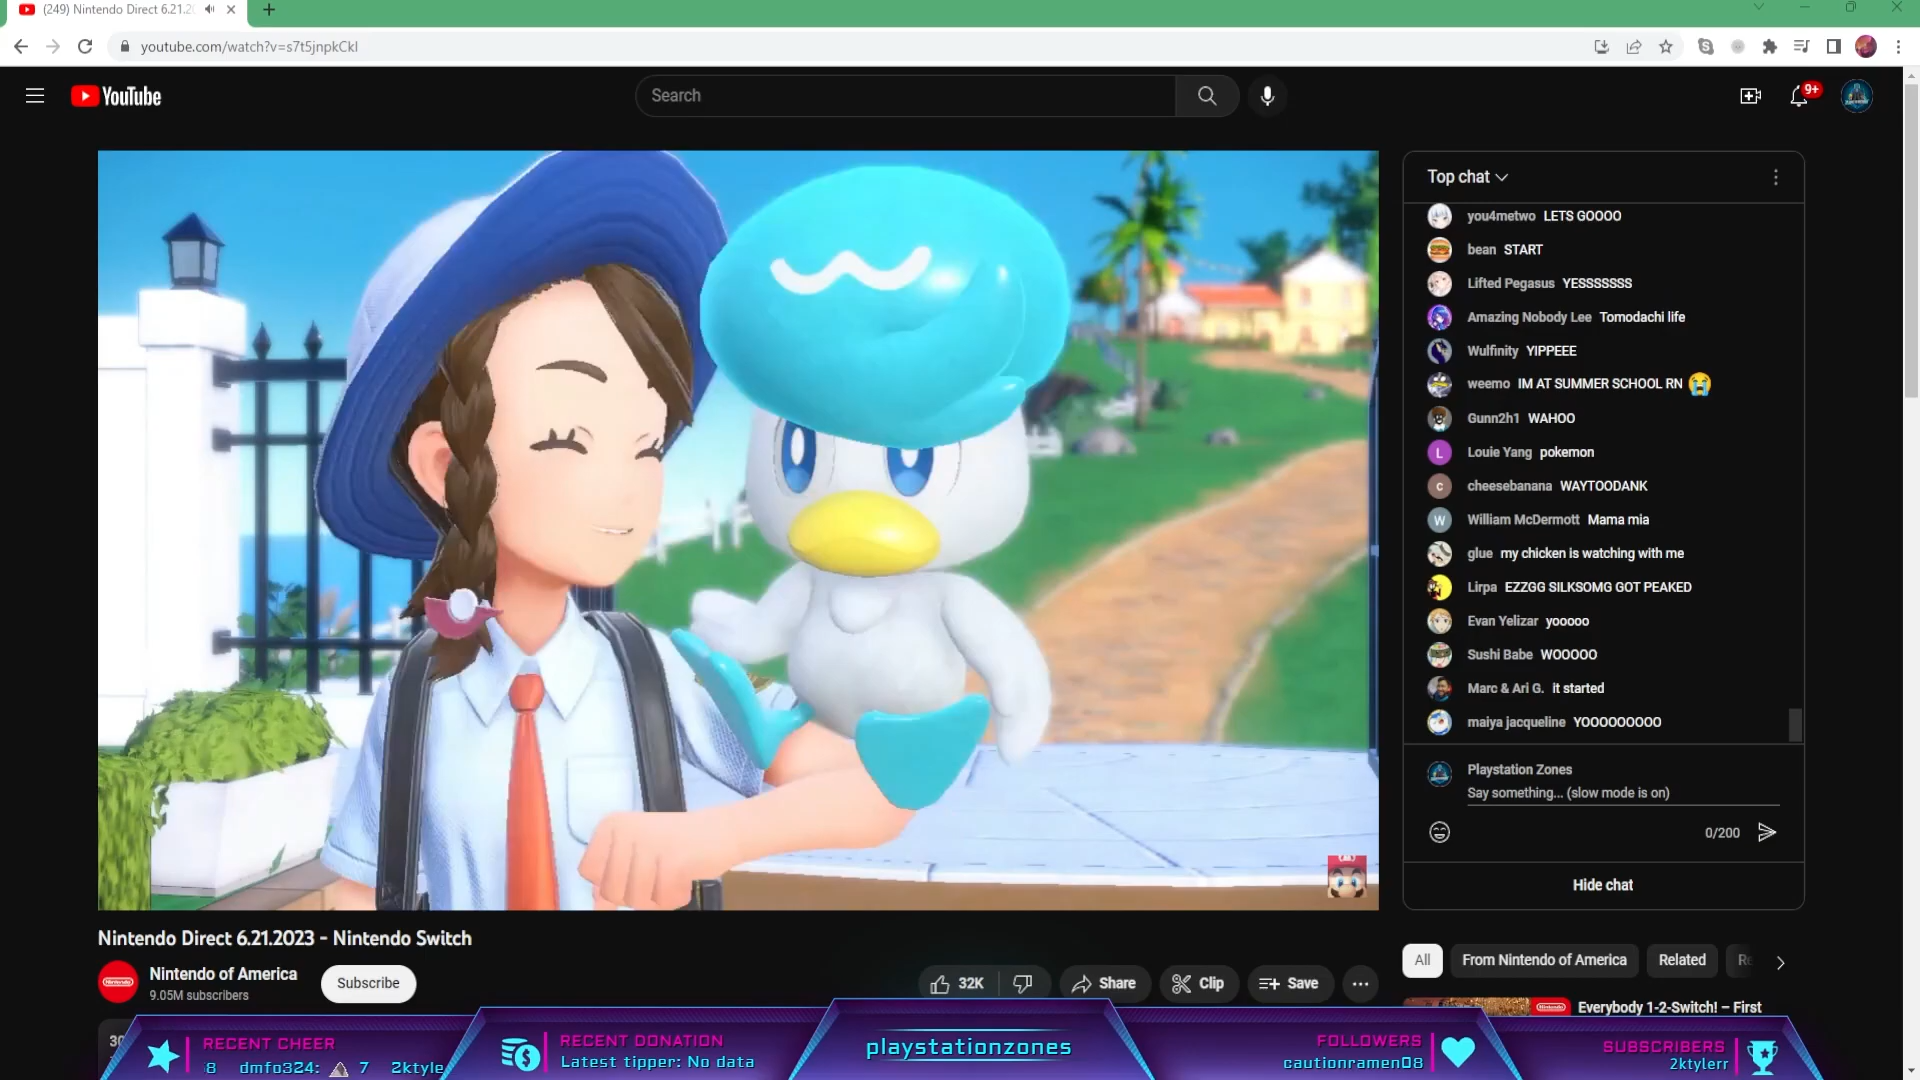 (249) Nintendo Direct 6.21.20
youtube.com/watch?v=s7t5jnpkCkI
YouTube
Search
9+
Top chat
you4metwo LETS GOOOO
bean START
Lifted Pegasus YESSSSSSS
Amazing Nobody Lee Tomodachi life
Wulfinity YIPPEEE
weemo IM AT SUMMER SCHOOL RN 😭
Gunn2h1 WAHOO
L Louie Yang pokemon
c cheesebanana WAYTOODANK
W William McDermott Mama mia
glue my chicken is watching with me
Lirpa EZZGG SILKSOMG GOT PEAKED
Evan Yelizar yooooo
Sushi Babe WOOOOO
Marc & Ari G. it started
maiya jacqueline YOOOOOOOOO
Playstation Zones
Say something... (slow mode is on)
0/200
Hide chat
Nintendo Direct 6.21.2023 - Nintendo Switch
Nintendo of America
9.05M subscribers
Subscribe
32K
Share
Clip
Save
All
From Nintendo of America
Related
Re
Nintendo
Everybody 1-2-Switch! – First
30
RECENT CHEER
8 dmfo324: 7 2ktyle
RECENT DONATION
Latest tipper: No data
playstationzones
FOLLOWERS
cautionramen08
SUBSCRIBERS
2ktylerr